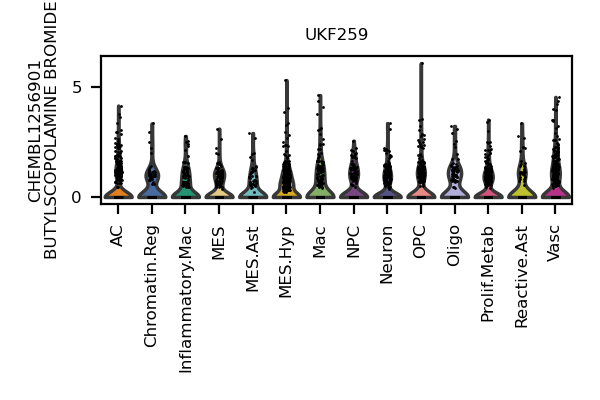 UKF259
CHEMBL1256901
BUTYLSCOPOLAMINE BROMIDE
5
0
AC
Chromatin.Reg
Inflammatory.Mac
MES
MES.Ast
MES.Hyp
Mac
NPC
Neuron
OPC
Oligo
Prolif.Metab
Reactive.Ast
Vasc